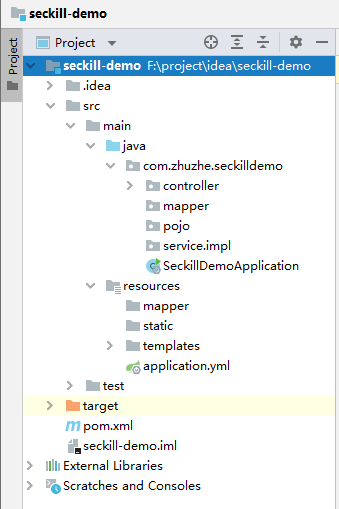 seckill-demo
Project
Project
seckill-demo F:\project\idea\seckill-demo
.idea
src
main
java
com.zhuzhe.seckilldemo
controller
mapper
pojo
service.impl
SeckillDemoApplication
resources
mapper
static
templates
application.yml
test
target
pom.xml
seckill-demo.iml
External Libraries
Scratches and Consoles